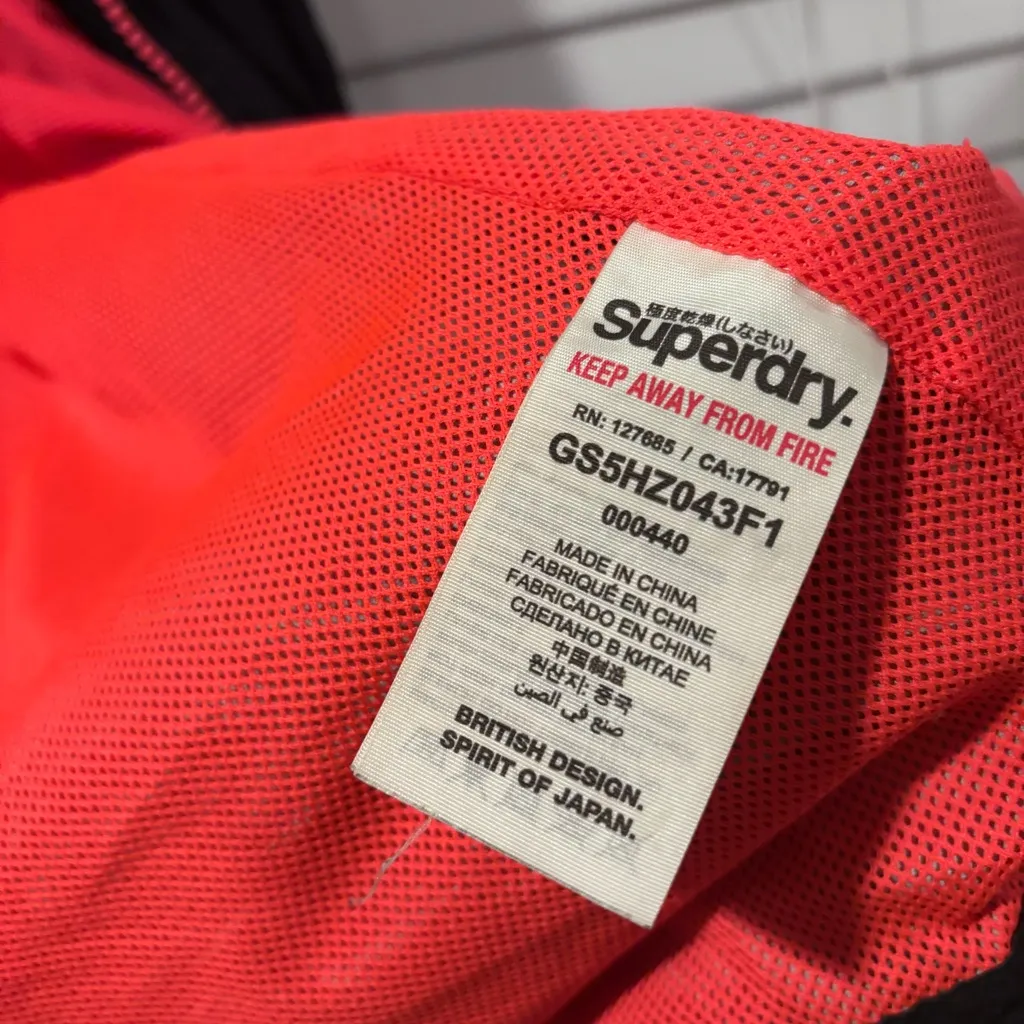 極度乾燥(しなさい)
Superdry.
KEEP AWAY FROM FIRE
RN: 127685 / CA:17791
GS5HZ043F1
000440
MADE IN CHINA
FABRIQUÉ EN CHINE
FABRICADO EN CHINA
СДЕЛАНО В КИТАЕ
中国制造
원산지: 중국
صنع في الصين
BRITISH DESIGN.
SPIRIT OF JAPAN.